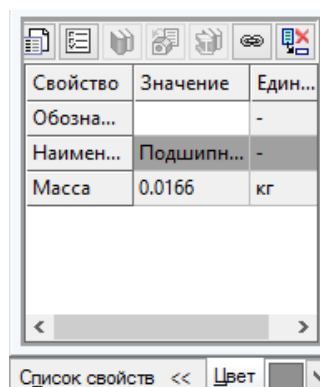 Свойство Значение Един...
Обозна... -
Наимен... Подшипн... -
Масса 0.0166 кг
Список свойств << Цвет